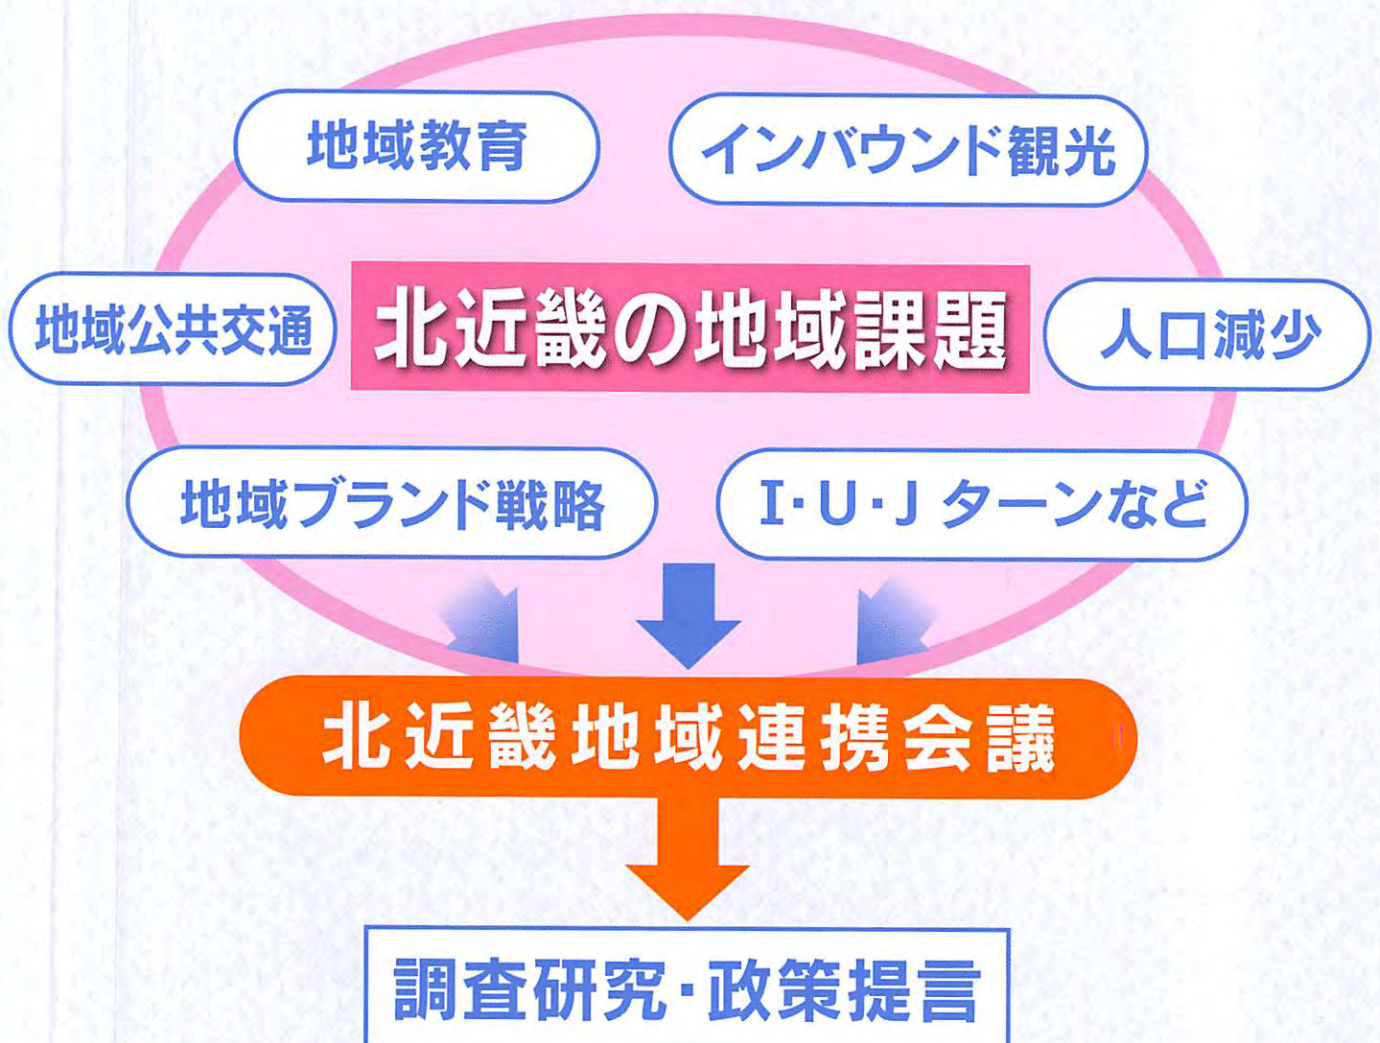 地域教育
インバウンド観光
地域公共交通
北近畿の地域課題
人口減少
地域ブランド戦略
I・U・Jターンなど
北近畿地域連携会議
調査研究・政策提言